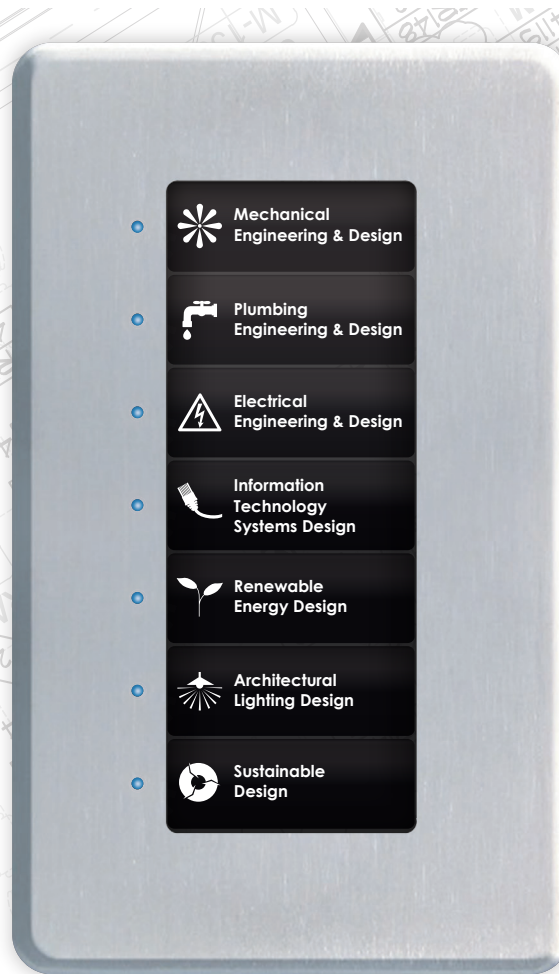 Mechanical
Engineering & Design
Plumbing
Engineering & Design
Electrical
Engineering & Design
Information
Technology
Systems Design
Renewable
Energy Design
Architectural
Lighting Design
Sustainable
Design